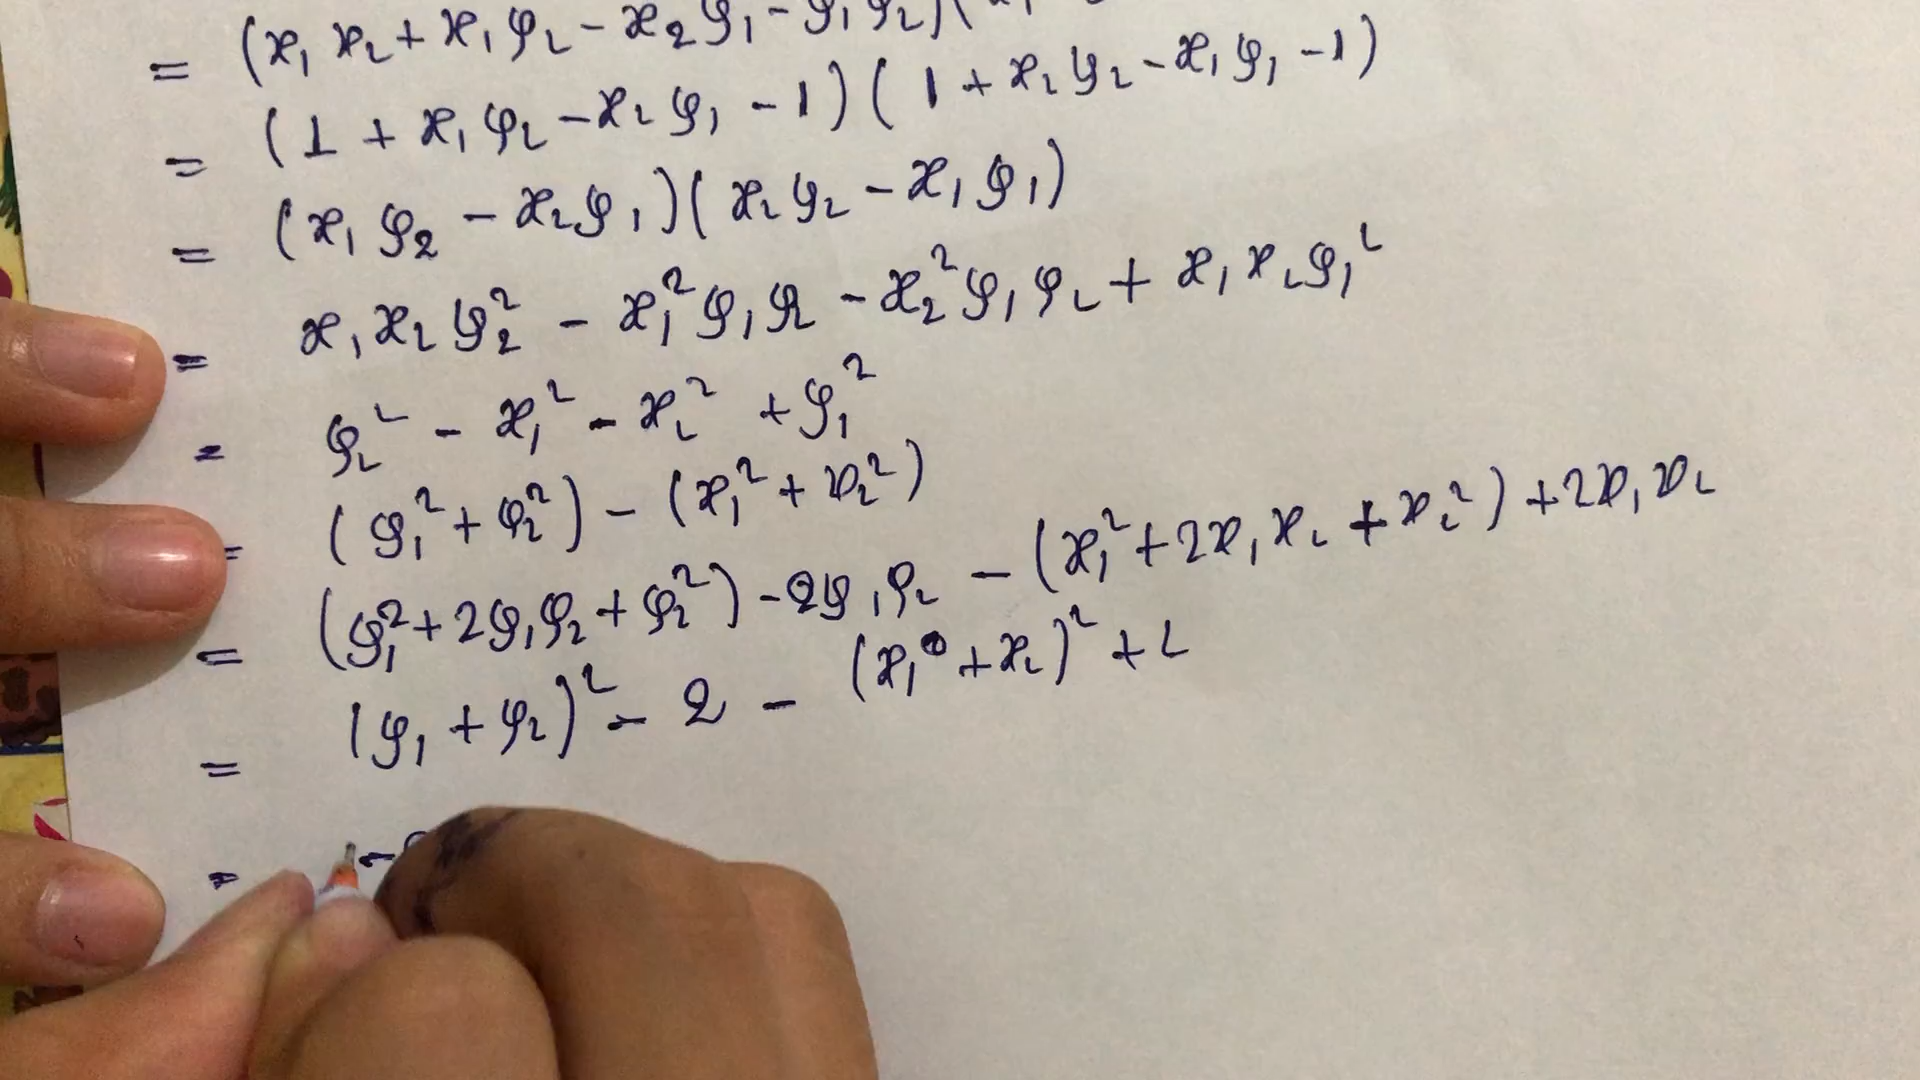 = (x₁x₂ + x₁y₂ - x₂y₁ - y₁y₂)(
= (1 + x₁y₂ - x₂y₁ - 1)(1 + x₂y₂ - x₁y₁ - 1)
= (x₁y₂ - x₂y₁)(x₂y₂ - x₁y₁)
= x₁x₂y₂² - x₁²y₁y₂ - x₂²y₁y₂ + x₁x₂y₁²
= y₂² - x₁² - x₂² + y₁²
= (y₁² + y₂²) - (x₁² + x₂²)
= (y₁² + 2y₁y₂ + y₂²) - 2y₁y₂ - (x₁² + 2x₁x₂ + x₂²) + 2x₁x₂
= (y₁ + y₂)² - 2 - (x₁ + x₂)² + 2
= -